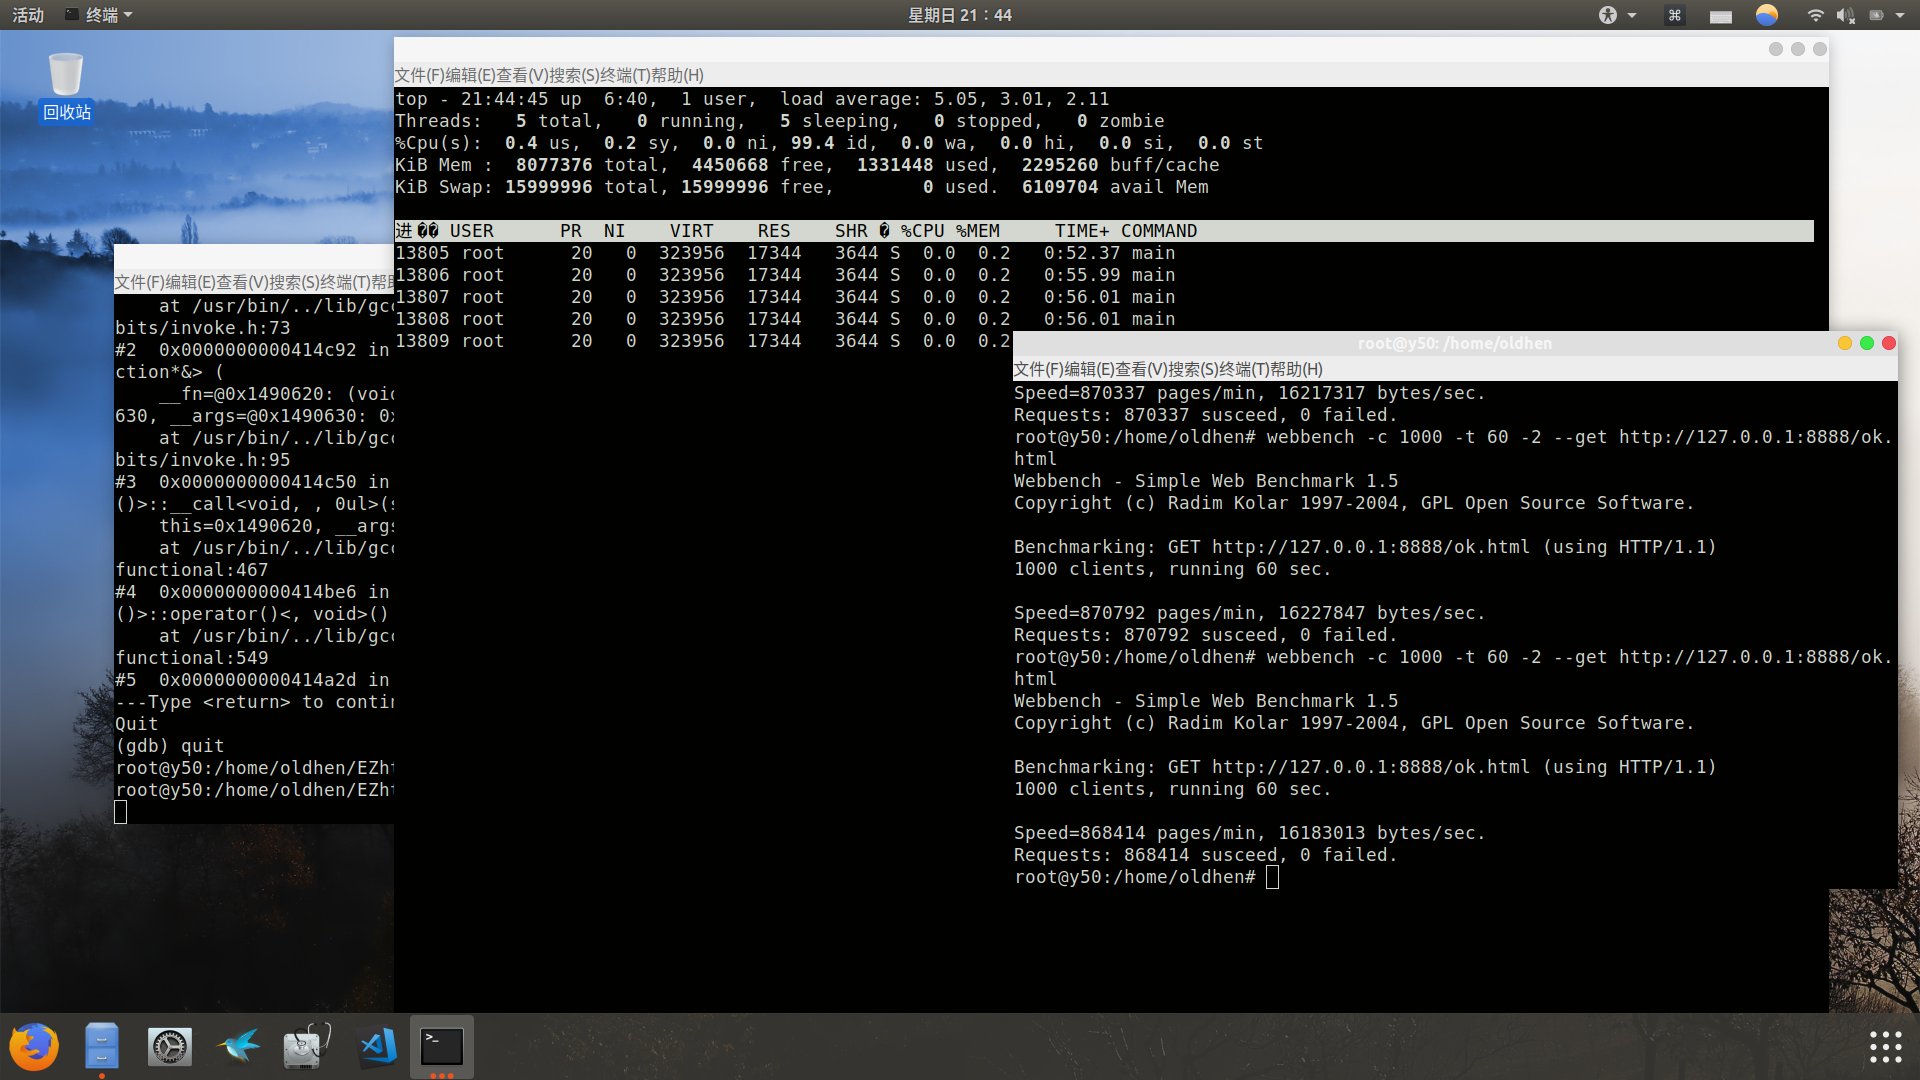 活动
终端
星期日 21：44
回收站
文件(F)编辑(E)查看(V)搜索(S)终端(T)帮助(H)
top - 21:44:45 up  6:40,  1 user,  load average: 5.05, 3.01, 2.11
Threads:   5 total,   0 running,   5 sleeping,   0 stopped,   0 zombie
%Cpu(s):  0.4 us,  0.2 sy,  0.0 ni, 99.4 id,  0.0 wa,  0.0 hi,  0.0 si,  0.0 st
KiB Mem :  8077376 total,  4450668 free,  1331448 used,  2295260 buff/cache
KiB Swap: 15999996 total, 15999996 free,        0 used.  6109704 avail Mem
进�� USER      PR  NI    VIRT    RES    SHR � %CPU %MEM     TIME+ COMMAND
13805 root      20   0  323956  17344   3644 S  0.0  0.2   0:52.37 main
13806 root      20   0  323956  17344   3644 S  0.0  0.2   0:55.99 main
13807 root      20   0  323956  17344   3644 S  0.0  0.2   0:56.01 main
13808 root      20   0  323956  17344   3644 S  0.0  0.2   0:56.01 main
13809 root      20   0  323956  17344   3644 S  0.0  0.2
文件(F)编辑(E)查看(V)搜索(S)终端(T)帮
    at /usr/bin/../lib/gcc
bits/invoke.h:73
#2  0x0000000000414c92 in
ction*&> (
    __fn=@0x1490620: (void
630, __args=@0x1490630: 0x
    at /usr/bin/../lib/gcc
bits/invoke.h:95
#3  0x0000000000414c50 in
()>::__call<void, , 0ul>(s
    this=0x1490620, __args
    at /usr/bin/../lib/gcc
functional:467
#4  0x0000000000414be6 in
()>::operator()<, void>()
    at /usr/bin/../lib/gcc
functional:549
#5  0x0000000000414a2d in
---Type <return> to contin
Quit
(gdb) quit
root@y50:/home/oldhen/EZht
root@y50:/home/oldhen/EZht
root@y50: /home/oldhen
文件(F)编辑(E)查看(V)搜索(S)终端(T)帮助(H)
Speed=870337 pages/min, 16217317 bytes/sec.
Requests: 870337 susceed, 0 failed.
root@y50:/home/oldhen# webbench -c 1000 -t 60 -2 --get http://127.0.0.1:8888/ok.
html
Webbench - Simple Web Benchmark 1.5
Copyright (c) Radim Kolar 1997-2004, GPL Open Source Software.
Benchmarking: GET http://127.0.0.1:8888/ok.html (using HTTP/1.1)
1000 clients, running 60 sec.
Speed=870792 pages/min, 16227847 bytes/sec.
Requests: 870792 susceed, 0 failed.
root@y50:/home/oldhen# webbench -c 1000 -t 60 -2 --get http://127.0.0.1:8888/ok.
html
Webbench - Simple Web Benchmark 1.5
Copyright (c) Radim Kolar 1997-2004, GPL Open Source Software.
Benchmarking: GET http://127.0.0.1:8888/ok.html (using HTTP/1.1)
1000 clients, running 60 sec.
Speed=868414 pages/min, 16183013 bytes/sec.
Requests: 868414 susceed, 0 failed.
root@y50:/home/oldhen#